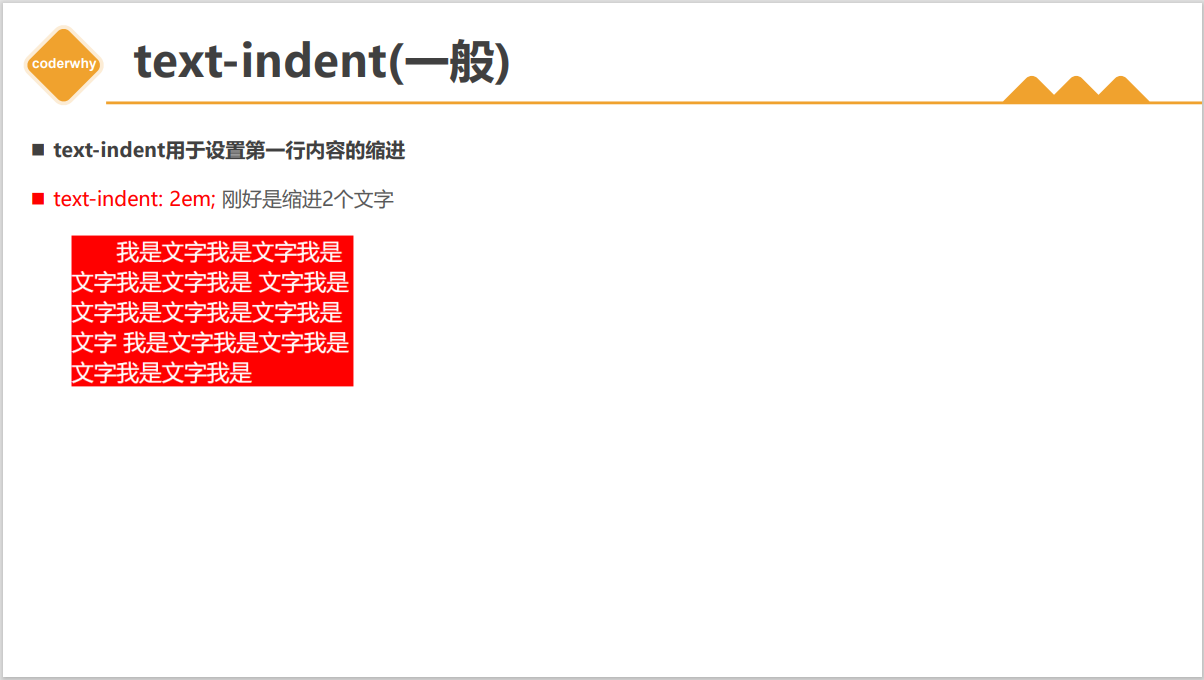 coderwhy
text-indent(一般)
text-indent用于设置第一行内容的缩进
text-indent: 2em; 刚好是缩进2个文字
我是文字我是文字我是
文字我是文字我是 文字我是
文字我是文字我是文字我是
文字 我是文字我是文字我是
文字我是文字我是